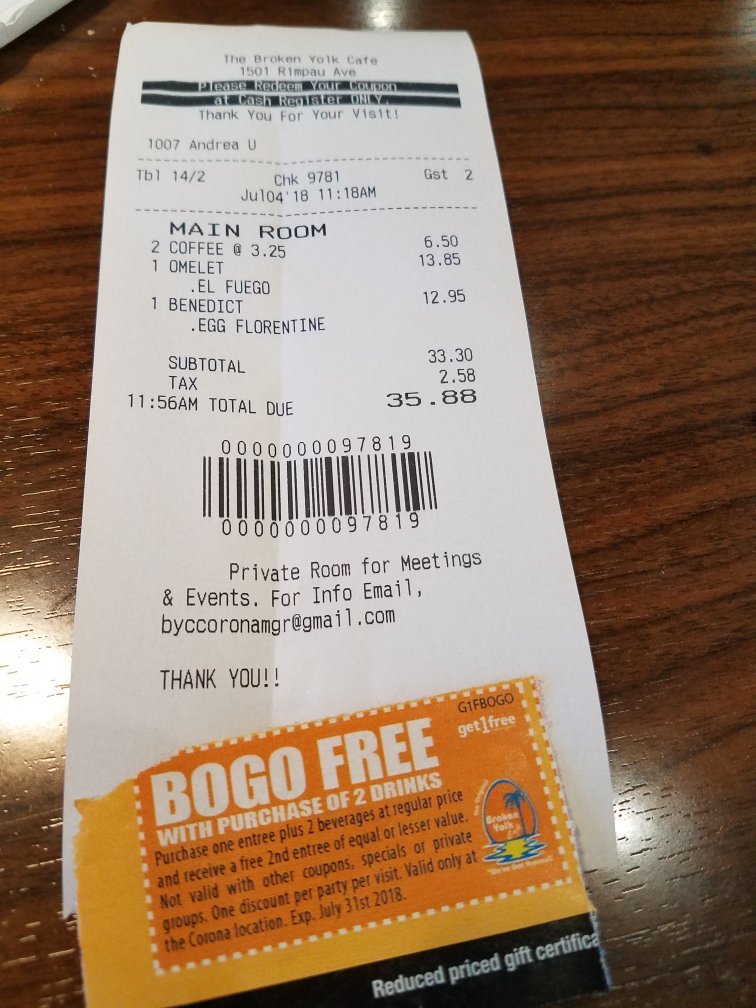 The Broken Yolk Cafe
1501 Rimpau Ave
Please Redeem Your Coupon
at Cash Register ONLY.
Thank You For Your Visit!
1007 Andrea U
Tbl 14/2 Chk 9781 Gst 2
Jul04'18 11:18AM
MAIN ROOM
2 COFFEE @ 3.25 6.50
1 OMELET 13.85
.EL FUEGO
1 BENEDICT 12.95
.EGG FLORENTINE
SUBTOTAL 33.30
TAX 2.58
11:56AM TOTAL DUE 35.88
0000000097819
0000000097819
Private Room for Meetings
& Events. For Info Email,
byccoronamgr@gmail.com
THANK YOU!!
G1FBOGO
get1free
BOGO FREE
WITH PURCHASE OF 2 DRINKS
Purchase one entree plus 2 beverages at regular price
and receive a free 2nd entree of equal or lesser value.
Not valid with other coupons, specials or private
groups. One discount per party per visit. Valid only at
the Corona location. Exp. July 31st 2018.
Broken
Yolk
Reduced priced gift certifica